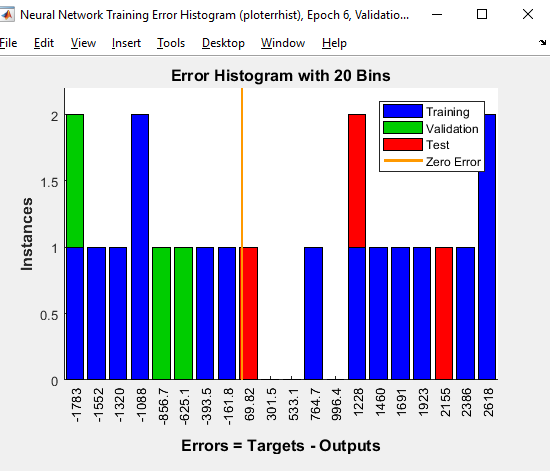 Neural Network Training Error Histogram (ploterrhist), Epoch 6, Validatio...
File Edit View Insert Tools Desktop Window Help
Error Histogram with 20 Bins
Training
Validation
Test
Zero Error
Instances
2
1.5
1
0.5
0
-1783 -1552 -1320 -1088 -856.7 -625.1 -393.5 -161.8 69.82 301.5 533.1 764.7 996.4 1228 1460 1691 1923 2155 2386 2618
Errors = Targets - Outputs